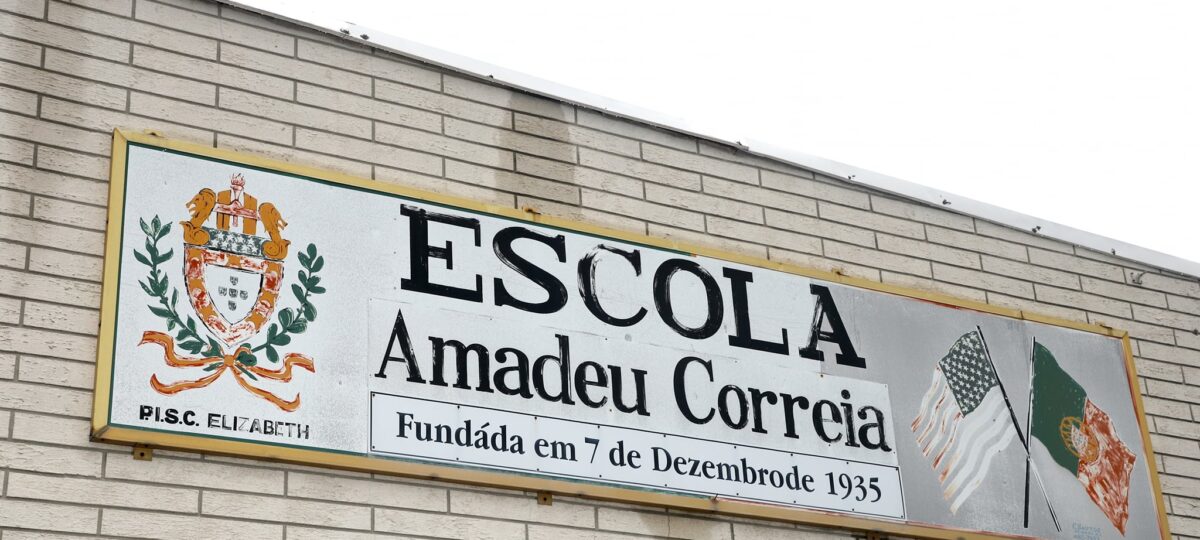 ESCOLA
Amadeu Correia
Fundáda em 7 de Dezembrode 1935
P.I.S.C. ELIZABETH